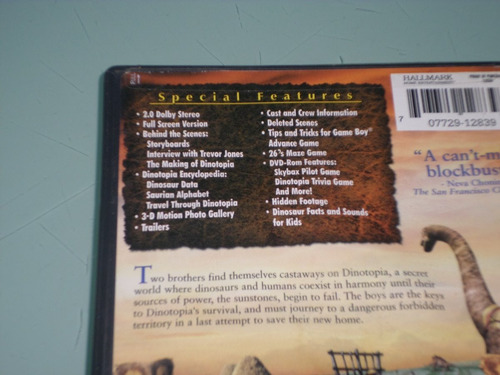 Special Features
• 2.0 Dolby Stereo
• Full Screen Version
• Behind the Scenes:
Storyboards
Interview with Trevor Jones
The Making of Dinotopia
• Dinotopia Encyclopedia:
Dinosaur Data
Saurian Alphabet
Travel Through Dinotopia
• 3-D Motion Photo Gallery
• Trailers
• Cast and Crew Information
• Deleted Scenes
• Tips and Tricks for Game Boy
Advance Game
• 26's Maze Game
• DVD-Rom Features:
Skybax Pilot Game
Dinotopia Trivia Game
And More!
• Hidden Footage
• Dinosaur Facts and Sounds
for Kids
HALLMARK
HOME ENTERTAINMENT
7 07729-12839
"A can't-m
blockbus
- Neva Chon
The San Francisco C
Two brothers find themselves castaways on Dinotopia, a secret
world where dinosaurs and humans coexist in harmony until their
sources of power, the sunstones, begin to fail. The boys are the keys
to Dinotopia's survival, and must journey to a dangerous forbidden
territory in a last attempt to save their new home.